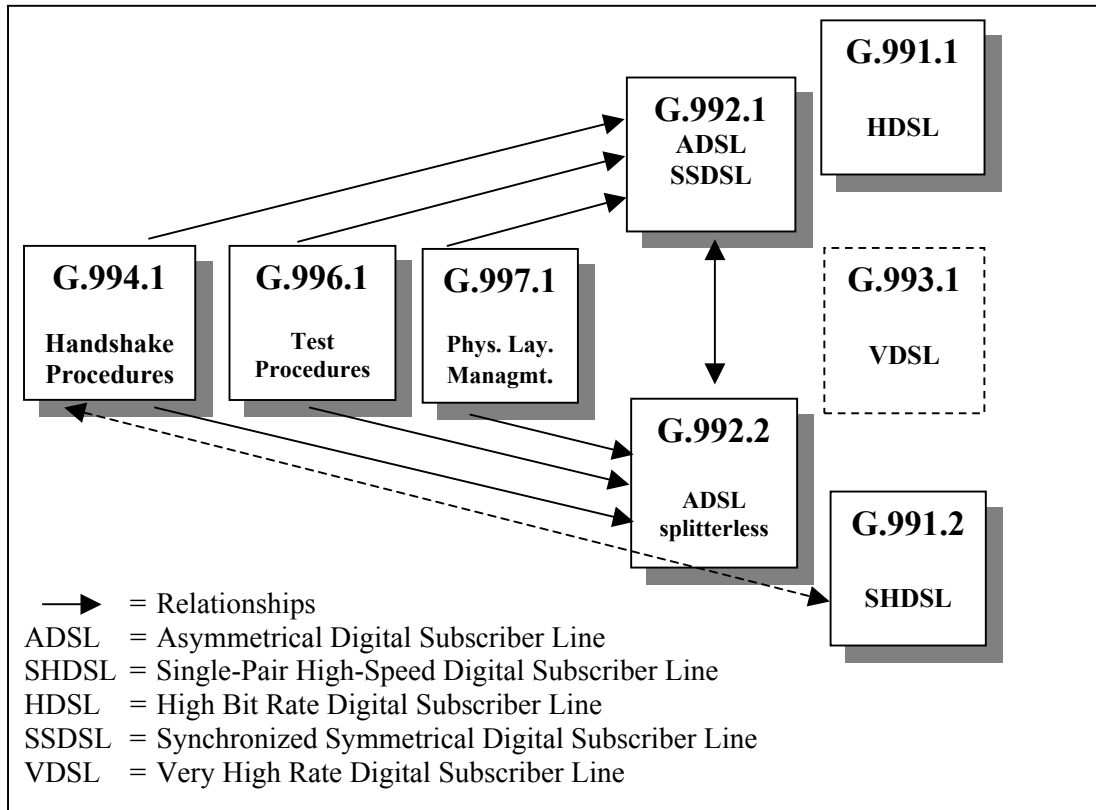 G.991.1
HDSL
G.992.1
ADSL
SSDSL
G.994.1
Handshake
Procedures
G.996.1
Test
Procedures
G.997.1
Phys. Lay.
Managmt.
G.993.1
VDSL
G.992.2
ADSL
splitterless
G.991.2
SHDSL
= Relationships
ADSL = Asymmetrical Digital Subscriber Line
SHDSL = Single-Pair High-Speed Digital Subscriber Line
HDSL = High Bit Rate Digital Subscriber Line
SSDSL = Synchronized Symmetrical Digital Subscriber Line
VDSL = Very High Rate Digital Subscriber Line